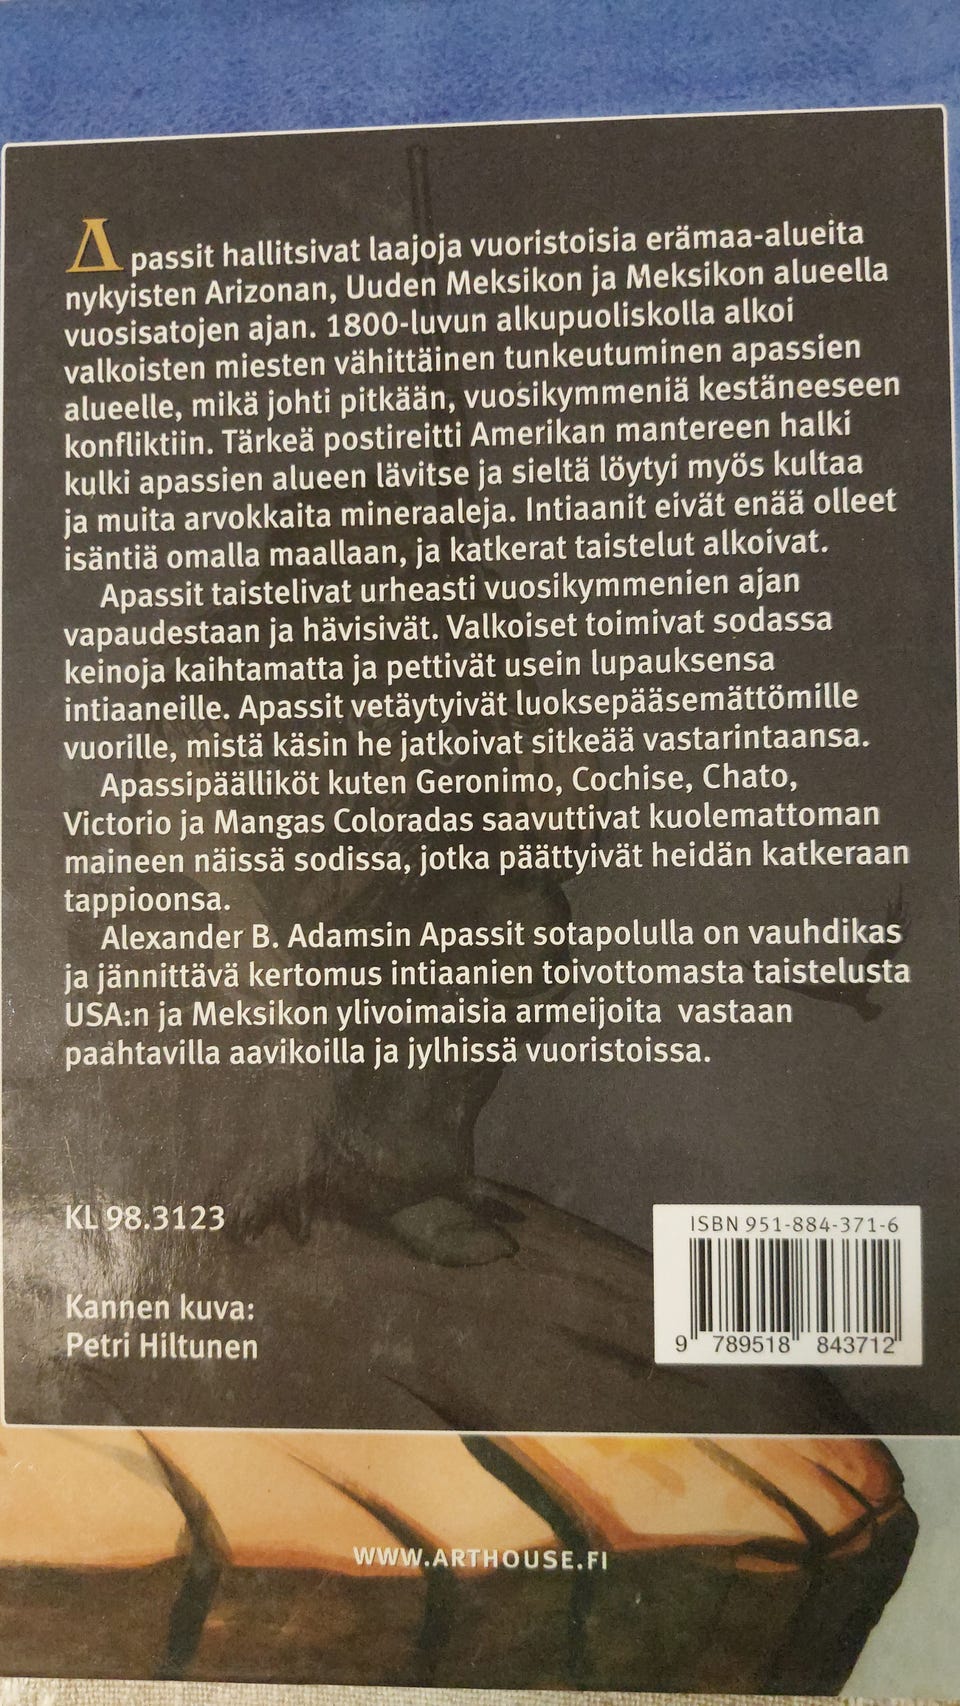 Apassit hallitsivat laajoja vuoristoisia erämaa-alueita
nykyisten Arizonan, Uuden Meksikon ja Meksikon alueella
vuosisatojen ajan. 1800-luvun alkupuoliskolla alkoi
valkoisten miesten vähittäinen tunkeutuminen apassien
alueelle, mikä johti pitkään, vuosikymmeniä kestäneeseen
konfliktiin. Tärkeä postireitti Amerikan mantereen halki
kulki apassien alueen lävitse ja sieltä löytyi myös kultaa
ja muita arvokkaita mineraaleja. Intiaanit eivät enää olleet
isäntiä omalla maallaan, ja katkerat taistelut alkoivat.
Apassit taistelivat urheasti vuosikymmenien ajan
vapaudestaan ja hävisivät. Valkoiset toimivat sodassa
keinoja kaihtamatta ja pettivät usein lupauksensa
intiaaneille. Apassit vetäytyivät luoksepääsemättömille
vuorille, mistä käsin he jatkoivat sitkeää vastarintaansa.
Apassipäälliköt kuten Geronimo, Cochise, Chato,
Victorio ja Mangas Coloradas saavuttivat kuolemattoman
maineen näissä sodissa, jotka päättyivät heidän katkeraan
tappioonsa.
Alexander B. Adamsin Apassit sotapolulla on vauhdikas
ja jännittävä kertomus intiaanien toivottomasta taistelusta
USA:n ja Meksikon ylivoimaisia armeijoita vastaan
paahtavilla aavikoilla ja jylhissä vuoristoissa.
KL 98.3123
ISBN 951-884-371-6
Kannen kuva:
Petri Hiltunen
9 789518 843712
WWW.ARTHOUSE.FI